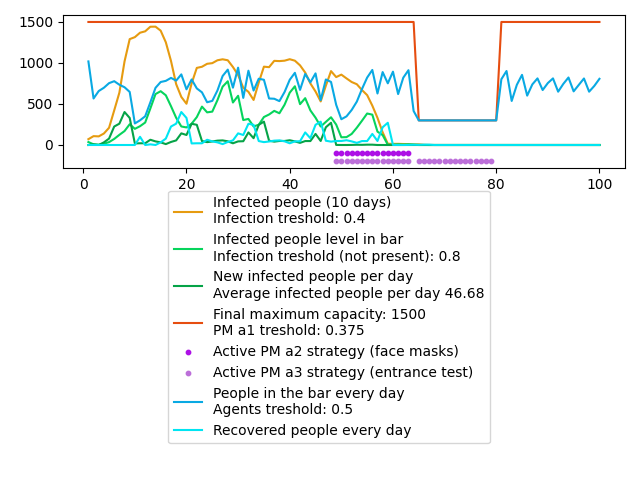 1500
1000
500
0
0
20
40
60
80
100
Infected people (10 days)
Infection treshold: 0.4
Infected people level in bar
Infection treshold (not present): 0.8
New infected people per day
Average infected people per day 46.68
Final maximum capacity: 1500
PM a1 treshold: 0.375
Active PM a2 strategy (face masks)
Active PM a3 strategy (entrance test)
People in the bar every day
Agents treshold: 0.5
Recovered people every day